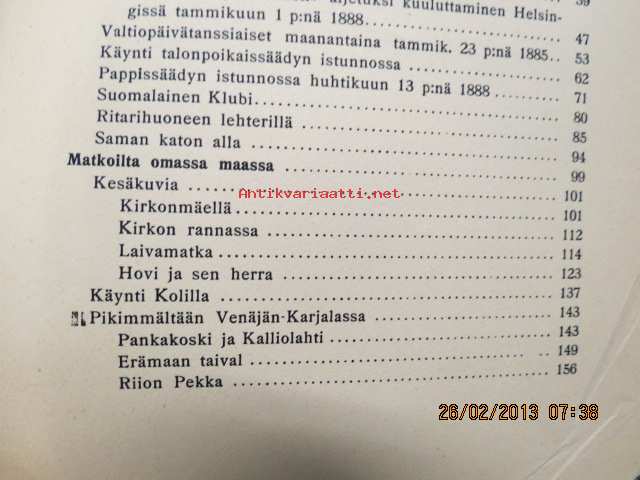 kuuluttaminen Helsin- 39
gissä tammikuun 1 p:nä 1888 47
Valtiopäivätanssiaiset maanantaina tammik. 23 p:nä 1885.. 53
Käynti talonpoikaissäädyn istunnossa 62
Pappissäädyn istunnossa huhtikuun 13 p:nä 1888 71
Suomalainen Klubi 80
Ritarihuoneen lehterillä 85
Saman katon alla 94
Matkoilta omassa maassa 99
Kesäkuvia 101
Antikvariaatti.net
Kirkonmäellä 101
Kirkon rannassa 112
Laivamatka 114
Hovi ja sen herra 123
Käynti Kolilla 137
Pikimmältään Venäjän-Karjalassa 143
Pankakoski ja Kalliolahti 143
Erämaan taival 149
Riion Pekka 156
26/02/2013 07:38